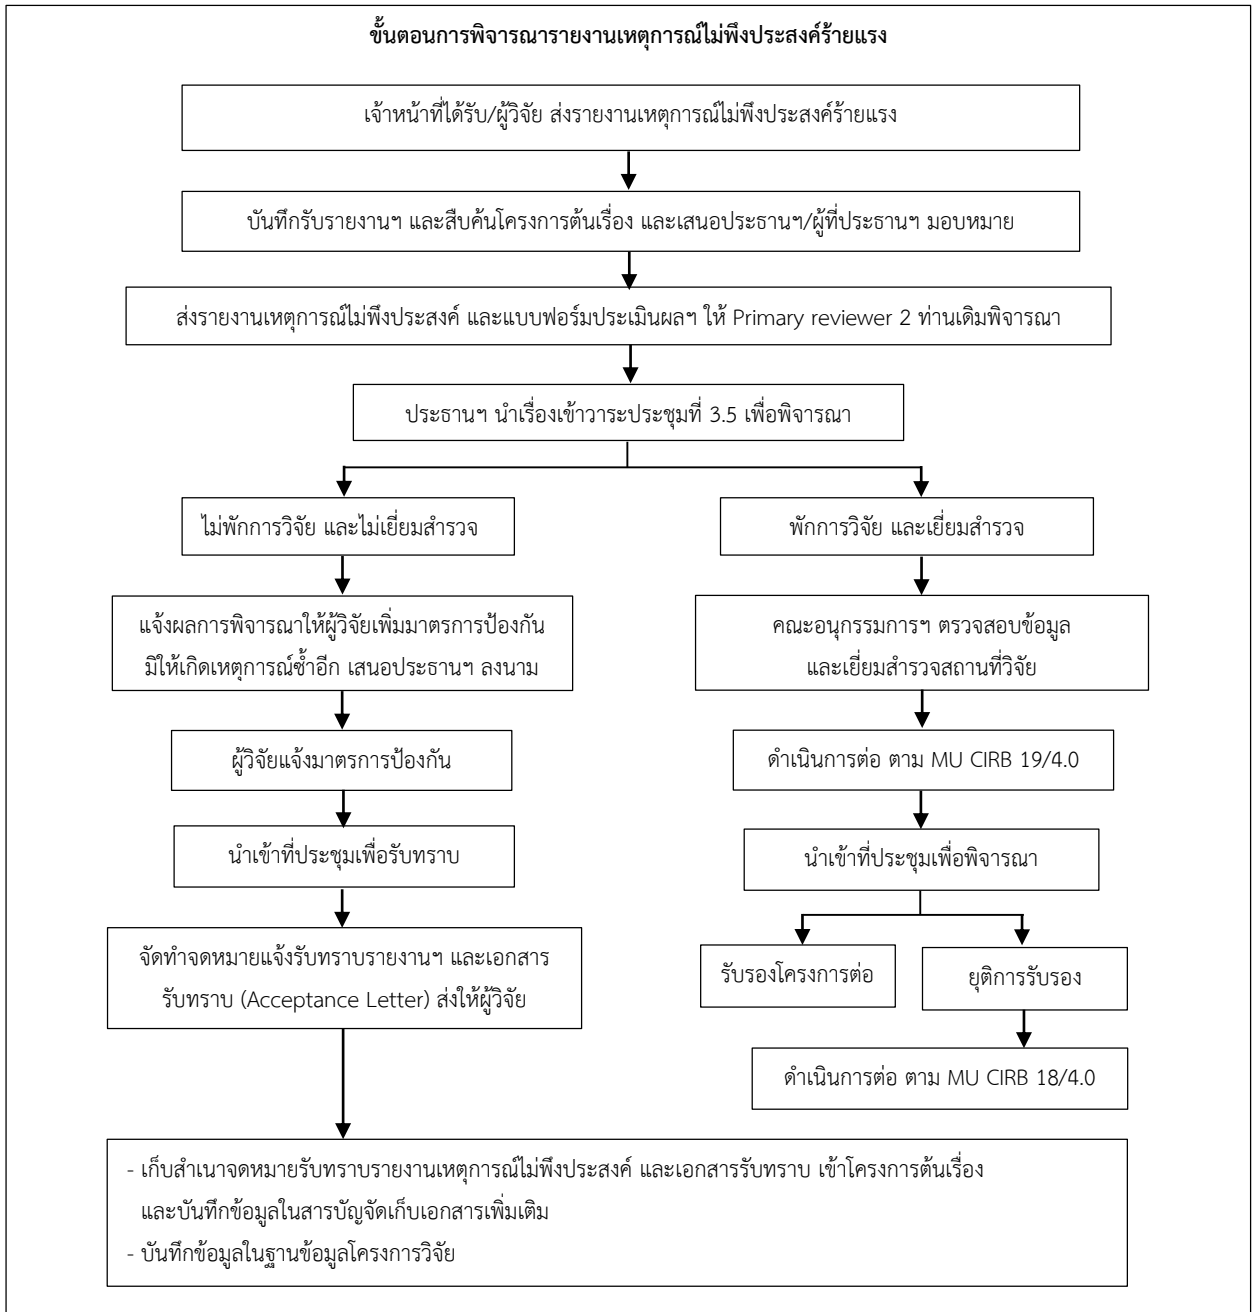 ขั้นตอนการพิจารณารายงานเหตุการณ์ไม่พึงประสงค์ร้ายแรง
เจ้าหน้าที่ได้รับ/ผู้วิจัย ส่งรายงานเหตุการณ์ไม่พึงประสงค์ร้ายแรง
บันทึกรับรายงานฯ และสืบค้นโครงการต้นเรื่อง และเสนอประธานฯ/ผู้ที่ประธานฯ มอบหมาย
ส่งรายงานเหตุการณ์ไม่พึงประสงค์ และแบบฟอร์มประเมินผลฯ ให้ Primary reviewer 2 ท่านเดิมพิจารณา
ประธานฯ นำเรื่องเข้าวาระประชุมที่ 3.5 เพื่อพิจารณา
ไม่พักการวิจัย และไม่เยี่ยมสำรวจ
แจ้งผลการพิจารณาให้ผู้วิจัยเพิ่มมาตรการป้องกัน
มิให้เกิดเหตุการณ์ซ้ำอีก เสนอประธานฯ ลงนาม
ผู้วิจัยแจ้งมาตรการป้องกัน
นำเข้าที่ประชุมเพื่อรับทราบ
จัดทำจดหมายแจ้งรับทราบรายงานฯ และเอกสาร
รับทราบ (Acceptance Letter) ส่งให้ผู้วิจัย
พักการวิจัย และเยี่ยมสำรวจ
คณะอนุกรรมการฯ ตรวจสอบข้อมูล
และเยี่ยมสำรวจสถานที่วิจัย
ดำเนินการต่อ ตาม MU CIRB 19/4.0
นำเข้าที่ประชุมเพื่อพิจารณา
รับรองโครงการต่อ
ยุติการรับรอง
ดำเนินการต่อ ตาม MU CIRB 18/4.0
- เก็บสำเนาจดหมายรับทราบรายงานเหตุการณ์ไม่พึงประสงค์ และเอกสารรับทราบ เข้าโครงการต้นเรื่อง
และบันทึกข้อมูลในสารบัญจัดเก็บเอกสารเพิ่มเติม
- บันทึกข้อมูลในฐานข้อมูลโครงการวิจัย